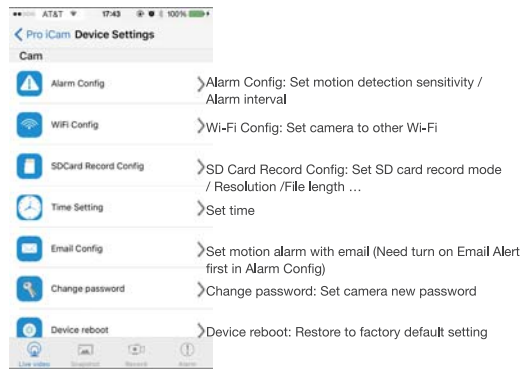 AT&T 17:43 100%
Pro iCam Device Settings
Cam
Alarm Config
Alarm Config: Set motion detection sensitivity /
Alarm interval
WiFi Config
Wi-Fi Config: Set camera to other Wi-Fi
SDCard Record Config
SD Card Record Config: Set SD card record mode
/ Resolution /File length …
Time Setting
Set time
Email Config
Set motion alarm with email (Need turn on Email Alert
first in Alarm Config)
Change password
Change password: Set camera new password
Device reboot
Device reboot: Restore to factory default setting
Live video Snapshot Record Alarm